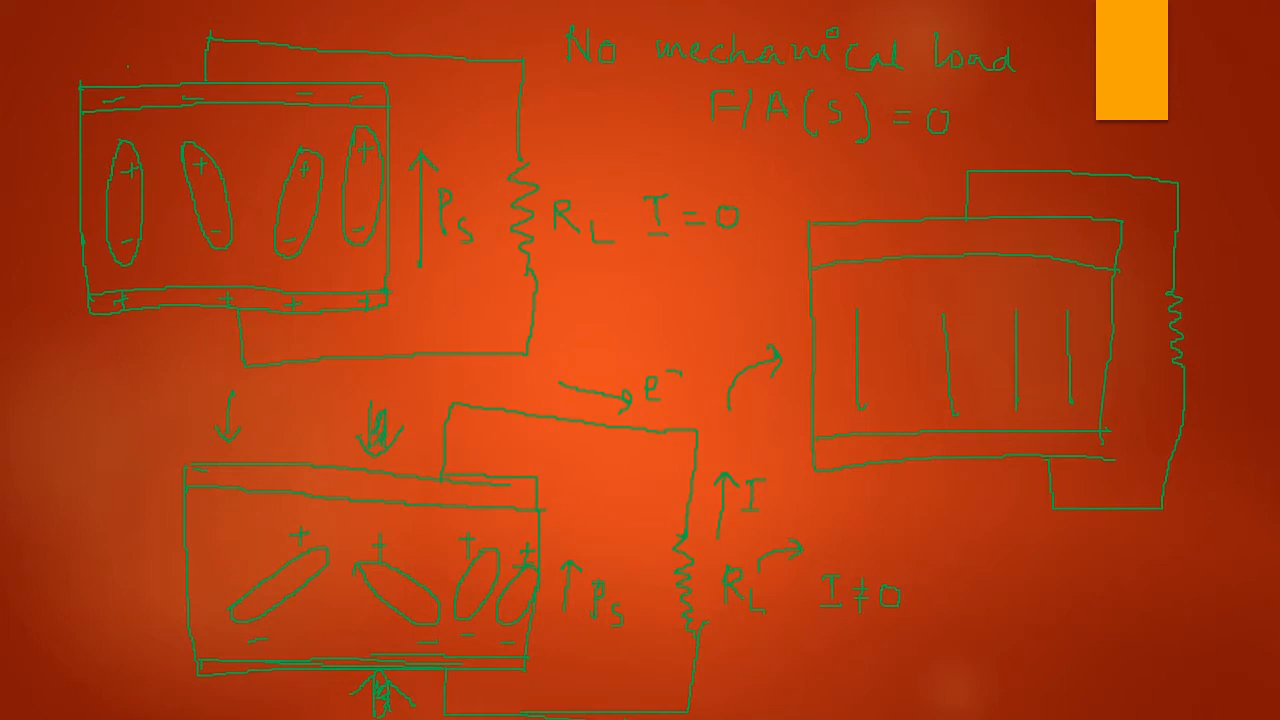 No mechanical load
F/A(s) = 0
- - - -
+ + + +
- - - -
+ + + +
Ps
RL I = 0
e-
-
+ + + +
- - - -
Ps
I
RL I ≠ 0